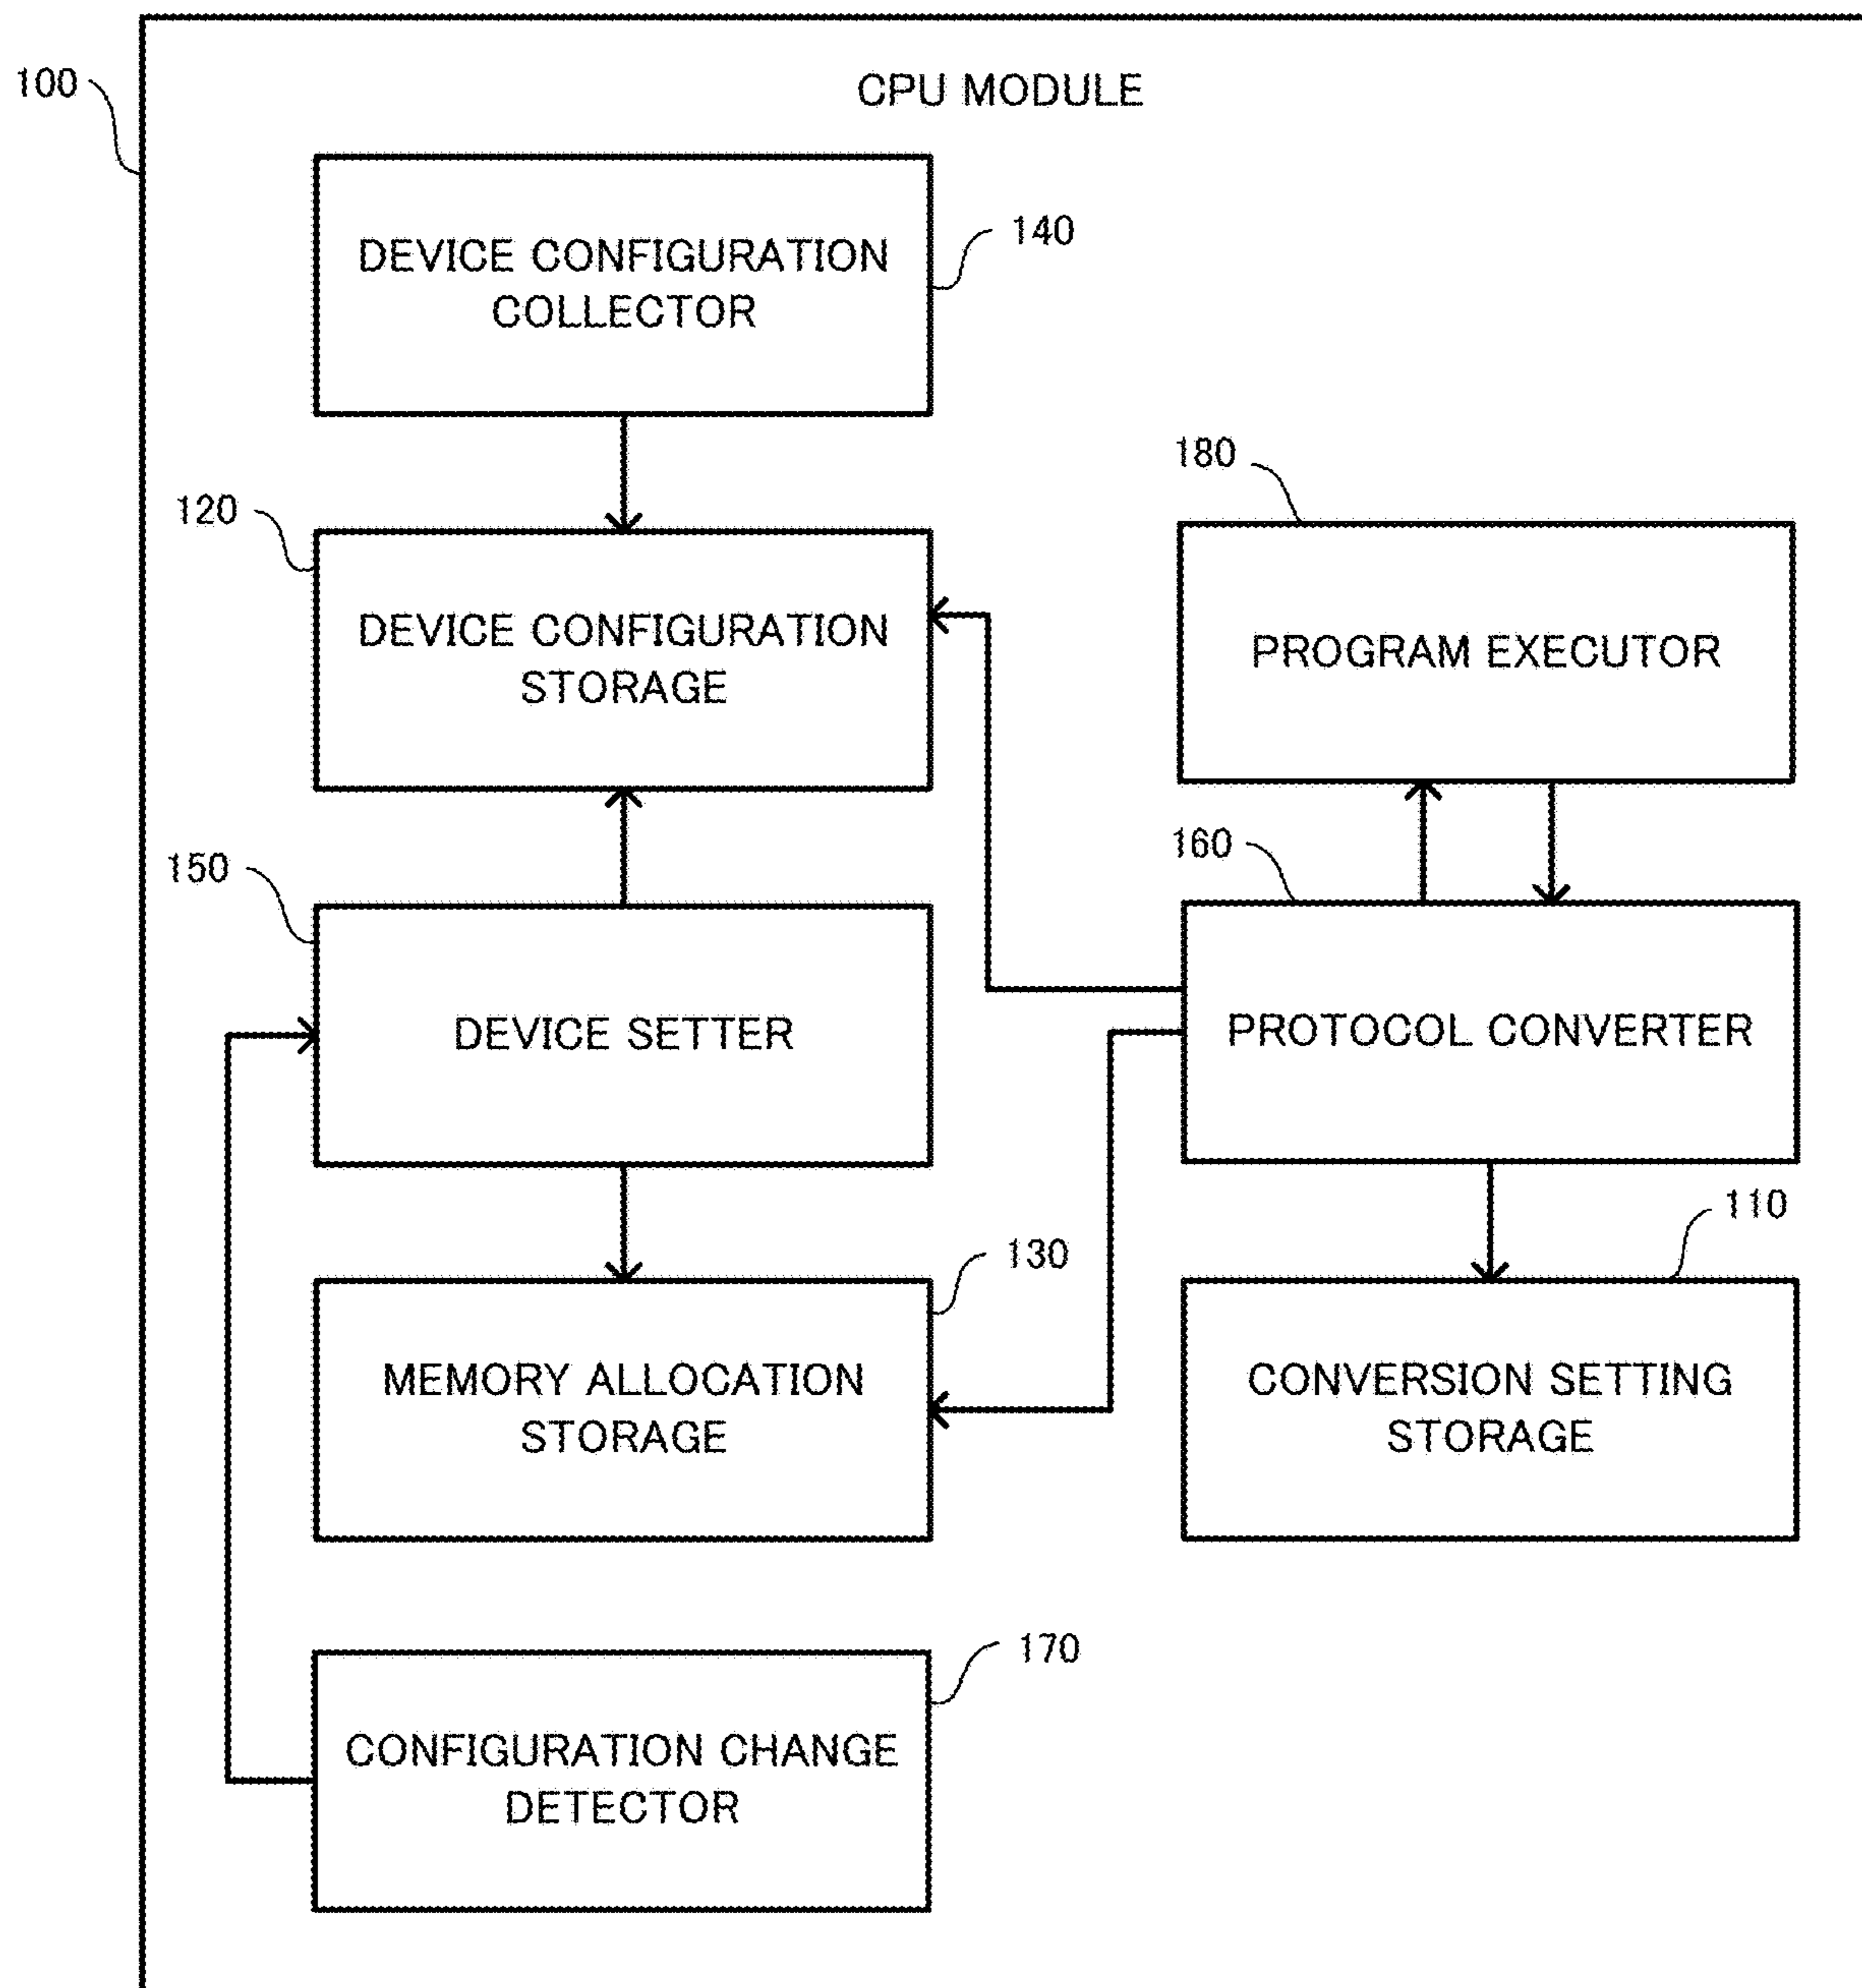 100
CPU MODULE
DEVICE CONFIGURATION
COLLECTOR
140
120
DEVICE CONFIGURATION
STORAGE
180
PROGRAM EXECUTOR
150
DEVICE SETTER
160
PROTOCOL CONVERTER
130
MEMORY ALLOCATION
STORAGE
110
CONVERSION SETTING
STORAGE
170
CONFIGURATION CHANGE
DETECTOR